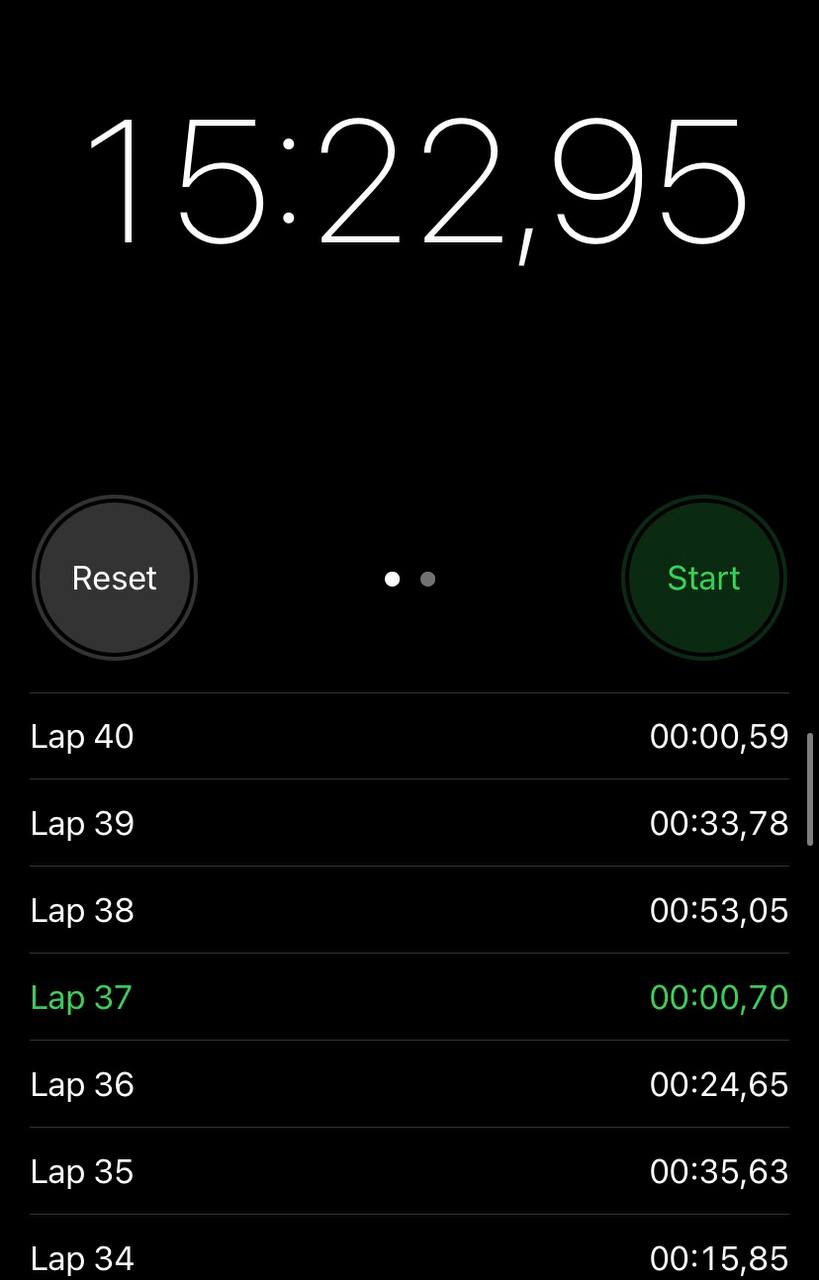 15:22,95
Reset
Start
Lap 40 00:00,59
Lap 39 00:33,78
Lap 38 00:53,05
Lap 37 00:00,70
Lap 36 00:24,65
Lap 35 00:35,63
Lap 34 00:15,85